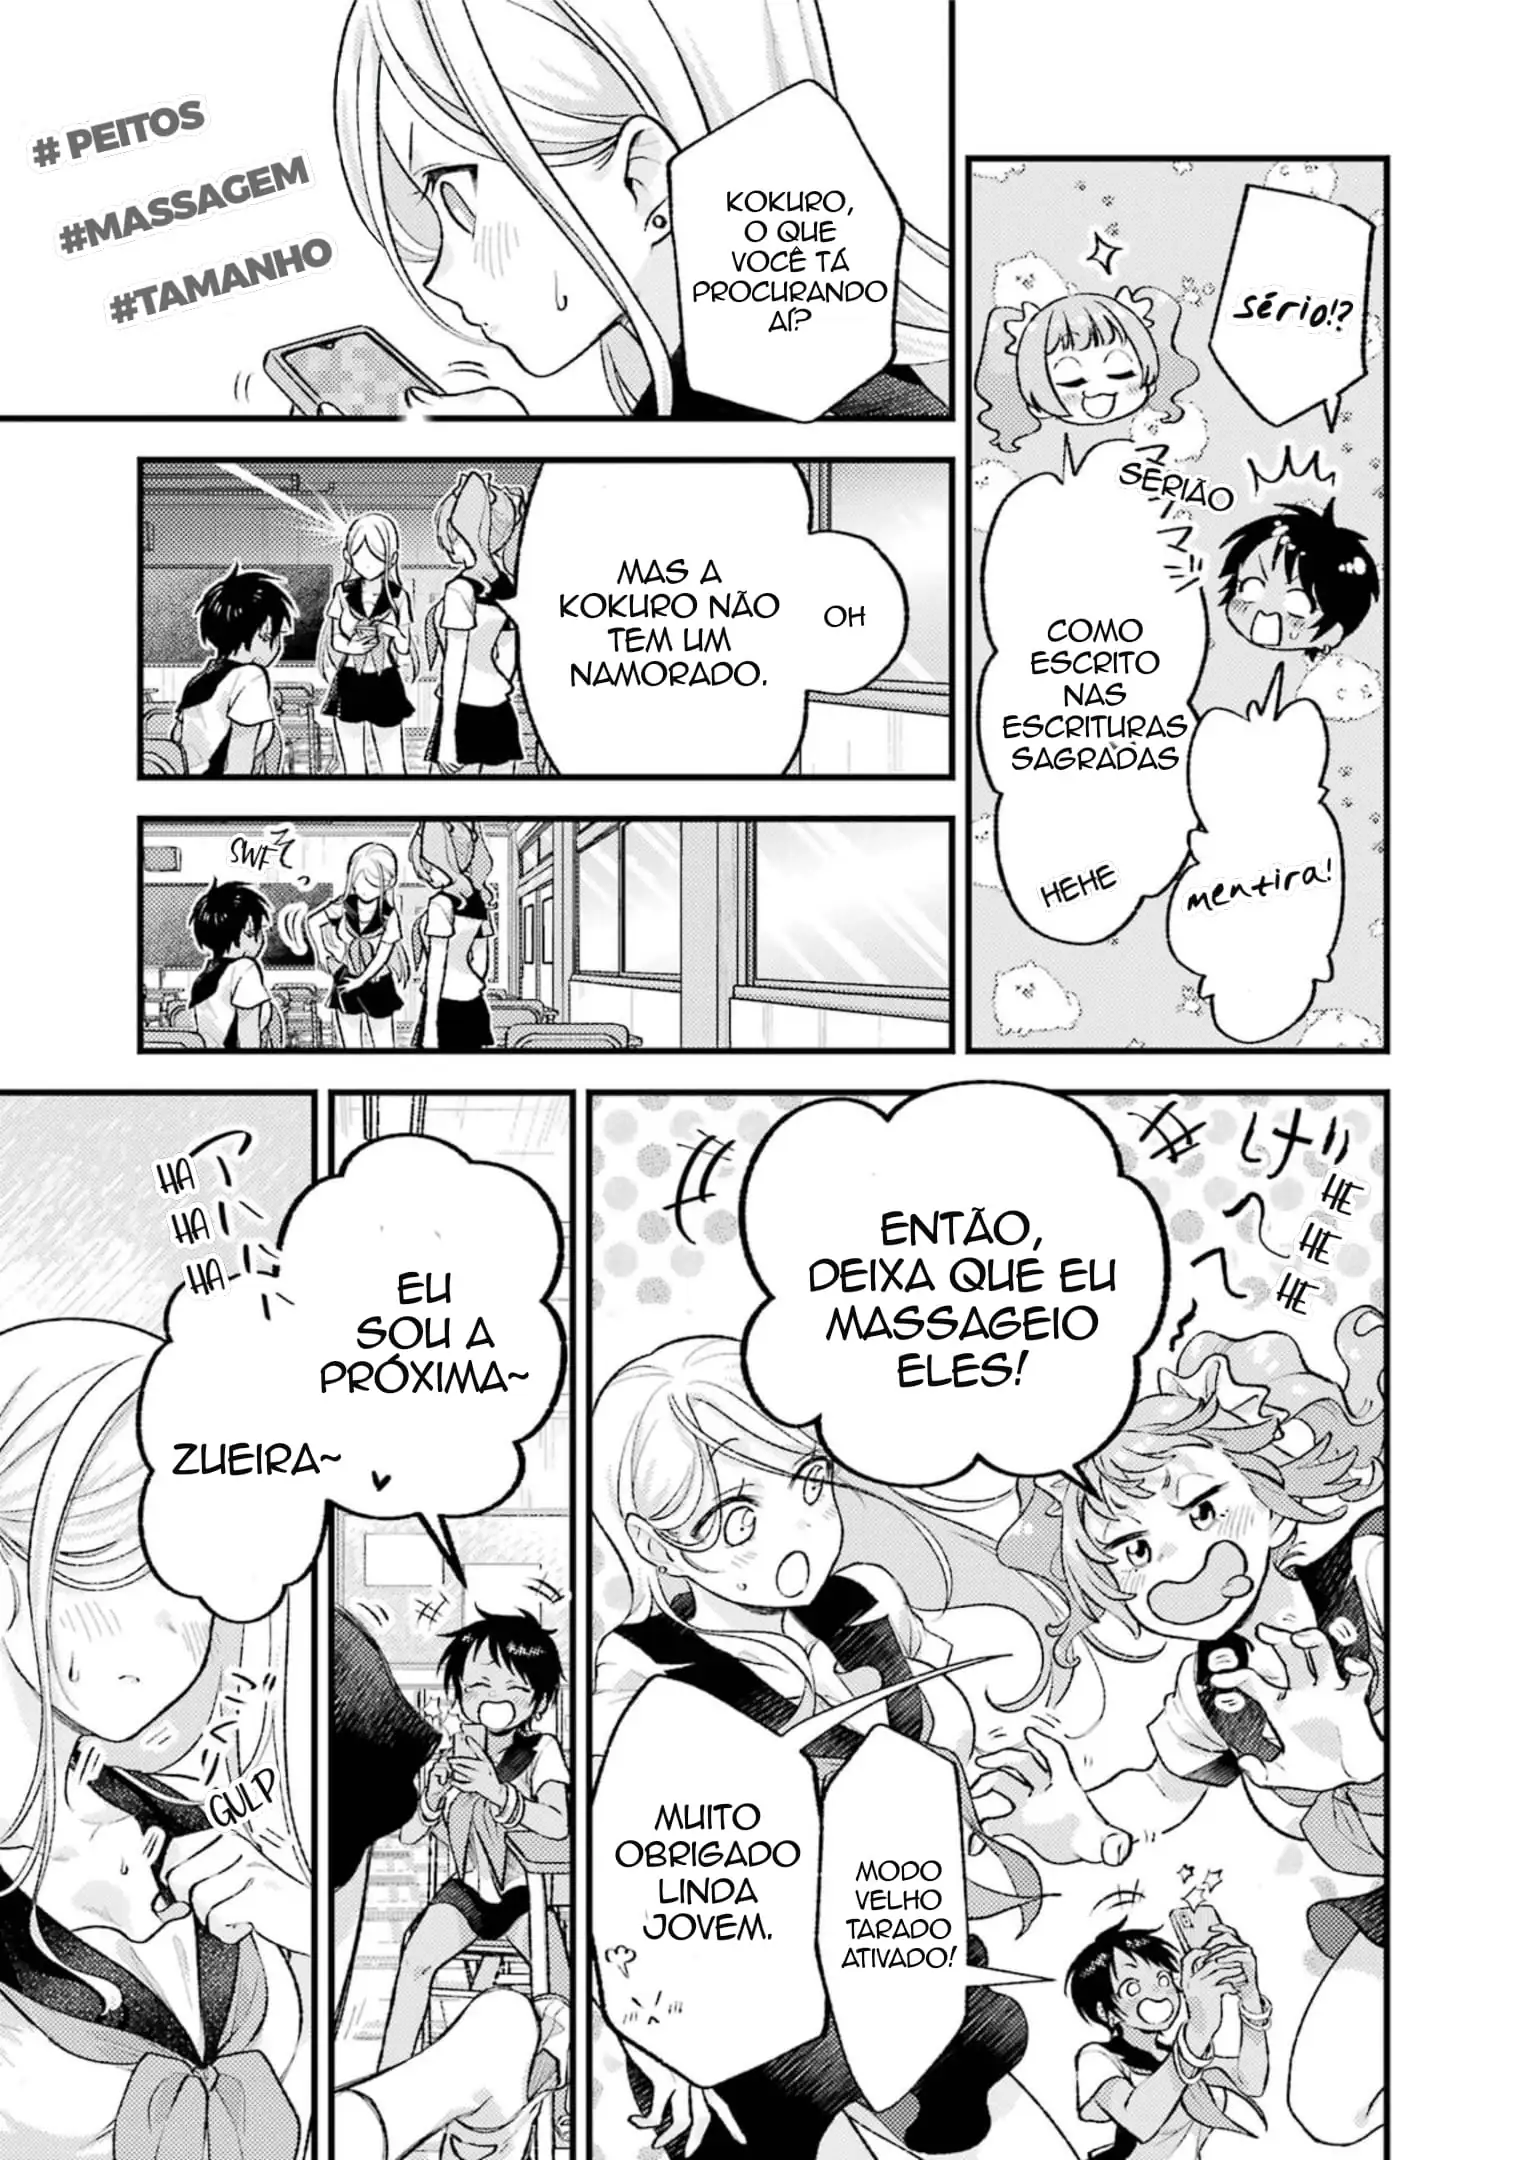 sério!?
SÉRIÃO
COMO
ESCRITO
NAS
ESCRITURAS
SAGRADAS
HEHE
mentira!
KOKURO,
O QUE
VOCÊ TÁ
PROCURANDO
AÍ?
# PEITOS
#MASSAGEM
#TAMANHO
OH
MAS A
KOKURO NÃO
TEM UM
NAMORADO.
HE
HE
HE
ENTÃO,
DEIXA QUE EU
MASSAGEIO
ELES!
MODO
VELHO
TARADO
ATIVADO!
MUITO
OBRIGADO
LINDA
JOVEM.
EU
SOU A
PRÓXIMA~
ZUEIRA~
HA
HA
HA
GULP